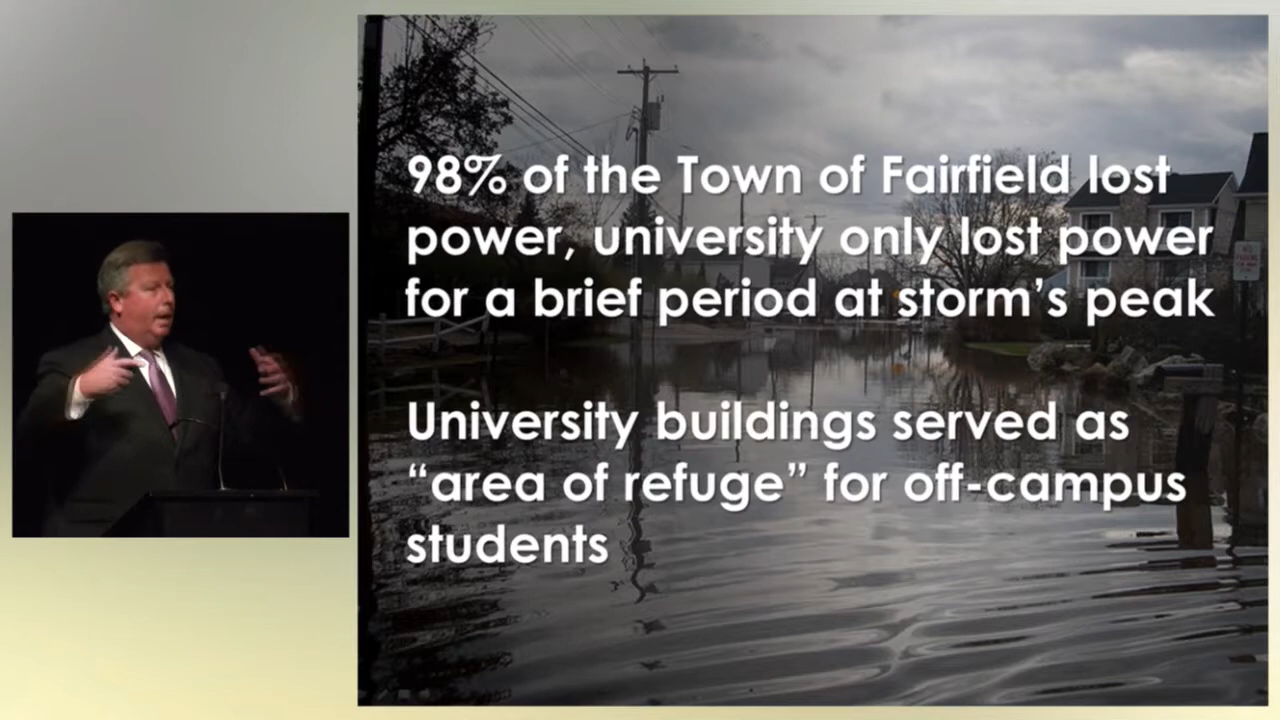 98% of the Town of Fairfield lost
power, university only lost power
for a brief period at storm's peak
University buildings served as
“area of refuge” for off-campus
students